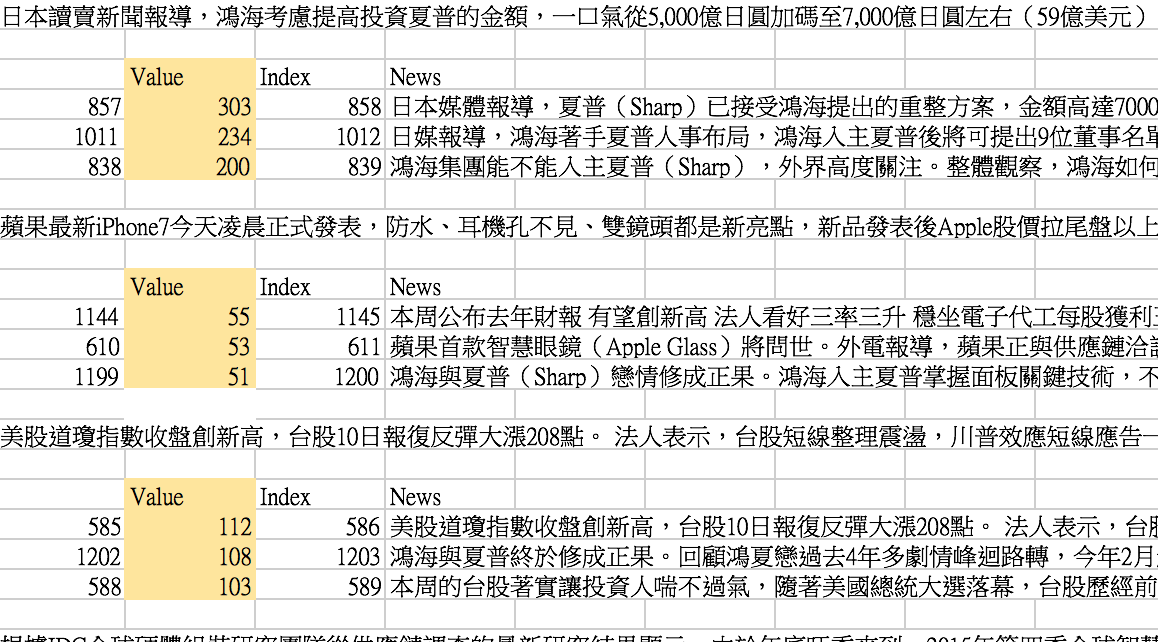 日本讀賣新聞報導，鴻海考慮提高投資夏普的金額，一口氣從5,000億日圓加碼至7,000億日圓左右（59億美元）
Value Index News
857 303 858 日本媒體報導，夏普（Sharp）已接受鴻海提出的重整方案，金額高達7000
1011 234 1012 日媒報導，鴻海著手夏普人事布局，鴻海入主夏普後將可提出9位董事名單
838 200 839 鴻海集團能不能入主夏普（Sharp），外界高度關注。整體觀察，鴻海如何
蘋果最新iPhone7今天凌晨正式發表，防水、耳機孔不見、雙鏡頭都是新亮點，新品發表後Apple股價拉尾盤以上
Value Index News
1144 55 1145 本周公布去年財報 有望創新高 法人看好三率三升 穩坐電子代工每股獲利王
610 53 611 蘋果首款智慧眼鏡（Apple Glass）將問世。外電報導，蘋果正與供應鏈洽談
1199 51 1200 鴻海與夏普（Sharp）戀情修成正果。鴻海入主夏普掌握面板關鍵技術，不
美股道瓊指數收盤創新高，台股10日報復反彈大漲208點。 法人表示，台股短線整理震盪，川普效應短線應告一
Value Index News
585 112 586 美股道瓊指數收盤創新高，台股10日報復反彈大漲208點。 法人表示，台股
1202 108 1203 鴻海與夏普終於修成正果。回顧鴻夏戀過去4年多劇情峰迴路轉，今年2月
588 103 589 本周的台股著實讓投資人喘不過氣，隨著美國總統大選落幕，台股歷經前